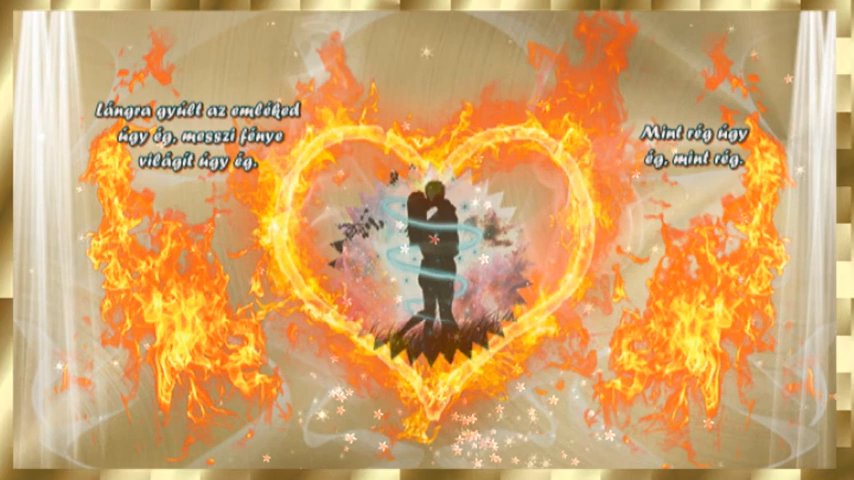 Lángra gyúlt az emléked
úgy ég, messzi fénye
világít úgy ég.
Mint rég úgy
ég, mint rég.